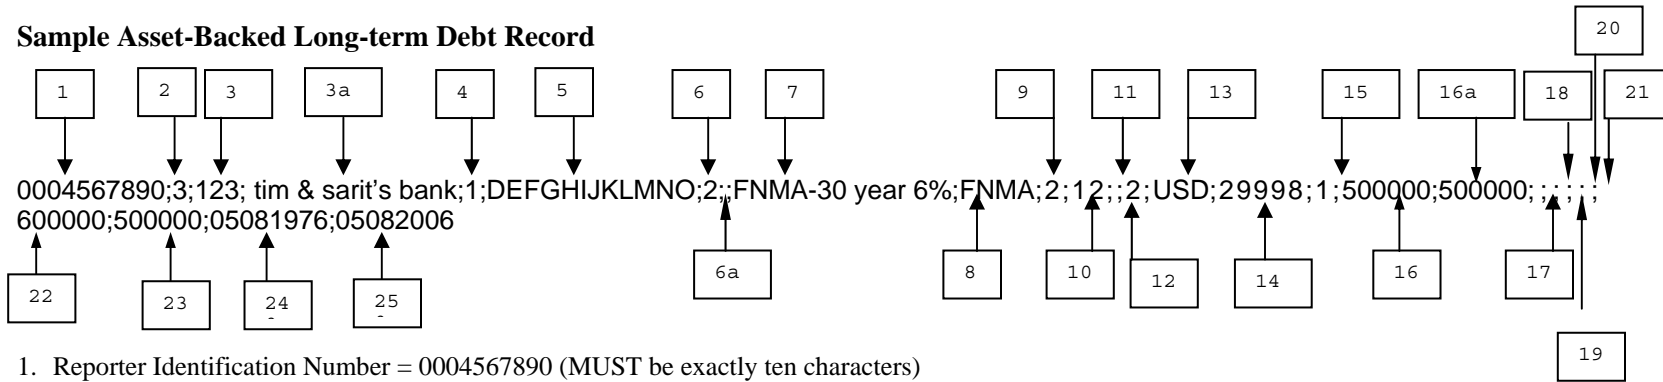 Sample Asset-Backed Long-term Debt Record
20
1 2 3 3a 4 5 6 7 9 11 13 15 16a 18 21
0004567890;3;123; tim & sarit's bank;1;DEFGHIJKLMNO;2;;FNMA-30 year 6%;FNMA;2;12;;2;USD;29998;1;500000;500000; ; ; ; ; ;
600000;500000;05081976;05082006
22 23 24 25 6a 8 10 12 14 16 17
19
1. Reporter Identification Number = 0004567890 (MUST be exactly ten characters)